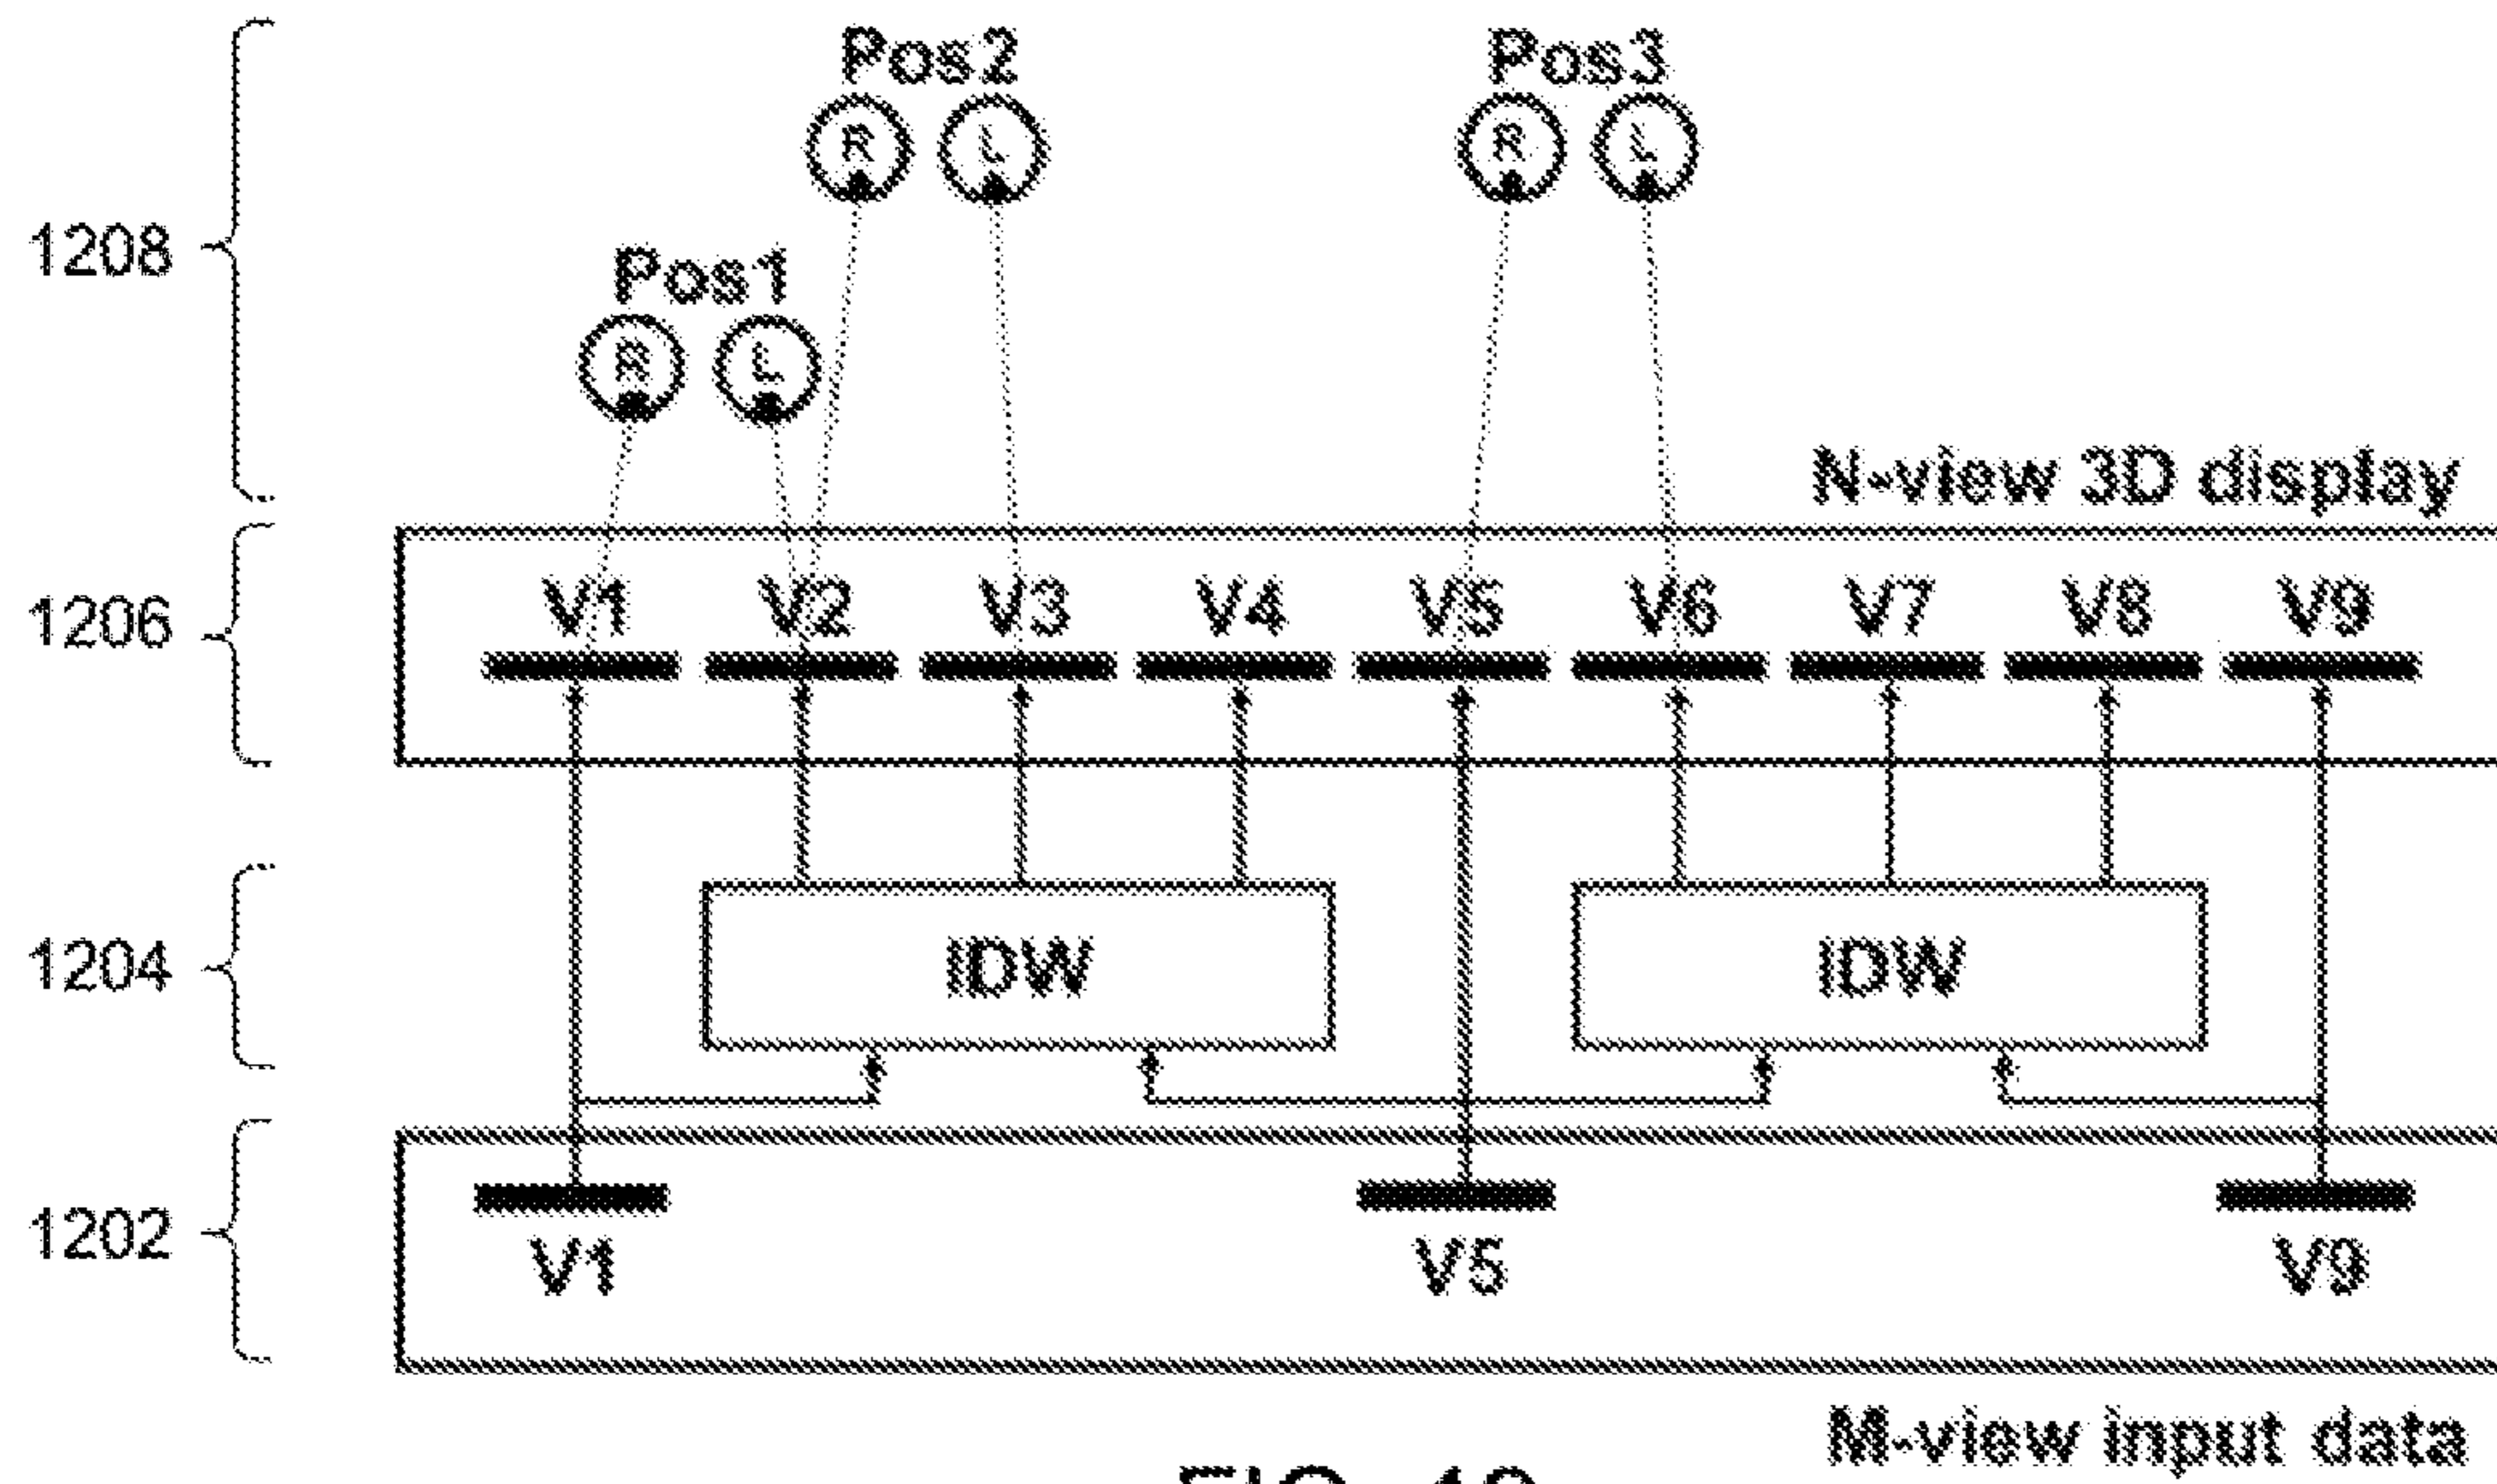 Pos2 Pos3
R L R L
1208
Pos1
R L
N-view 3D display
1206
V1 V2 V3 V4 V5 V6 V7 V8 V9
1204
IDW IDW
1202
V1 V5 V9
M-view input data